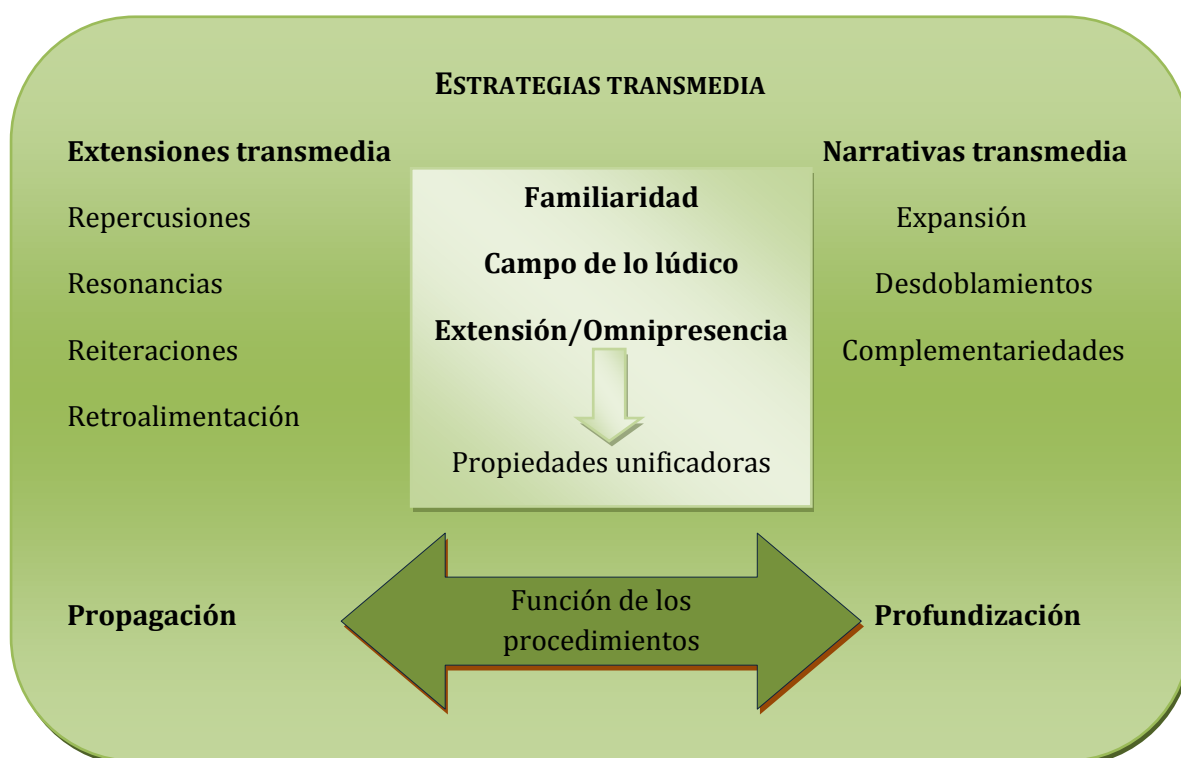 ESTRATEGIAS TRANSMEDIA
Extensiones transmedia
Repercusiones
Resonancias
Reiteraciones
Retroalimentación
Familiaridad
Campo de lo lúdico
Extensión/Omnipresencia
Propiedades unificadoras
Narrativas transmedia
Expansión
Desdoblamientos
Complementariedades
Propagación
Función de los
procedimientos
Profundización